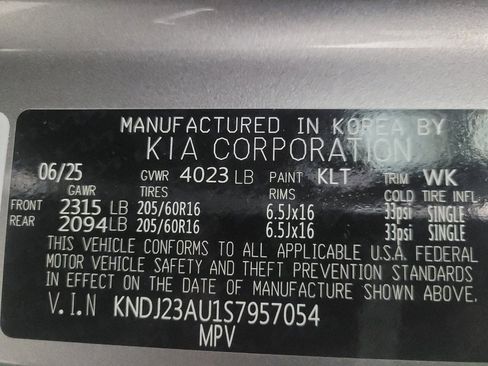 MANUFACTURED IN KOREA BY
KIA CORPORATION
06/25 GVWR 4023 LB PAINT KLT TRIM WK
GAWR TIRES RIMS COLD TIRE INFL
FRONT 2315 LB 205/60R16 6.5Jx16 33psi SINGLE
REAR 2094LB 205/60R16 6.5Jx16 33psi SINGLE
THIS VEHICLE CONFORMS TO ALL APPLICABLE U.S.A. FEDERAL
MOTOR VEHICLE SAFETY AND THEFT PREVENTION STANDARDS
IN EFFECT ON THE DATE OF MANUFACTURE SHOWN ABOVE.
V.I.N KNDJ23AU1S7957054
MPV